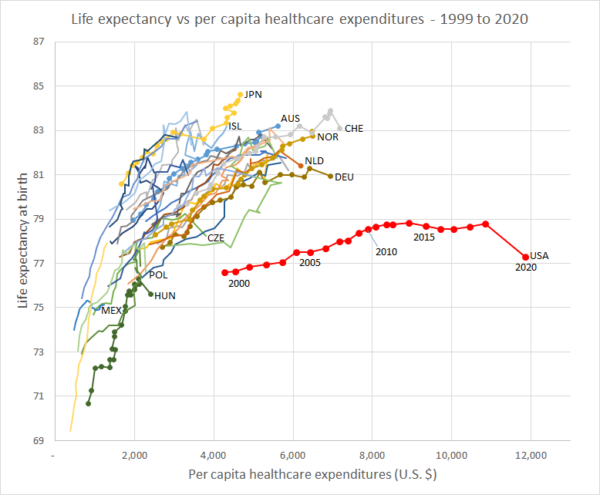 Life expectancy vs per capita healthcare expenditures - 1999 to 2020
87
85
83
81
79
77
75
73
71
69
Life expectancy at birth
JPN
ISL
AUS
CHE
NOR
NLD
DEU
CZE
POL
HUN
MEX
USA
2000
2005
2010
2015
2020
- 2,000 4,000 6,000 8,000 10,000 12,000
Per capita healthcare expenditures (U.S. $)